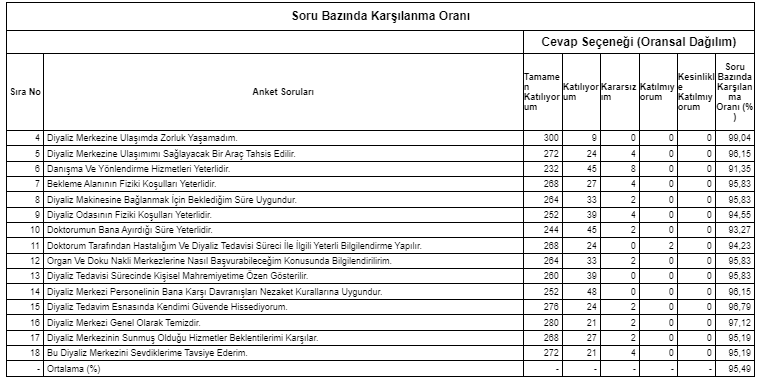 Soru Bazında Karşılanma Oranı
Cevap Seçeneği (Oransal Dağılım)
Sıra No Anket Soruları Tamamen Katılıyorum Katılıyorum Kararsızım Katılmıyorum Kesinlikle Katılmıyorum Soru Bazında Karşılanma Oranı (%)
4 Diyaliz Merkezine Ulaşımda Zorluk Yaşamadım. 300 9 0 0 0 99,04
5 Diyaliz Merkezine Ulaşımımı Sağlayacak Bir Araç Tahsis Edilir. 272 24 4 0 0 96,15
6 Danışma Ve Yönlendirme Hizmetleri Yeterlidir. 232 45 8 0 0 91,35
7 Bekleme Alanının Fiziki Koşulları Yeterlidir. 268 27 4 0 0 95,83
8 Diyaliz Makinesine Bağlanmak İçin Beklediğim Süre Uygundur. 264 33 2 0 0 95,83
9 Diyaliz Odasının Fiziki Koşulları Yeterlidir. 252 39 4 0 0 94,55
10 Doktorumun Bana Ayırdığı Süre Yeterlidir. 244 45 2 0 0 93,27
11 Doktorum Tarafından Hastalığım Ve Diyaliz Tedavisi Süreci İle İlgili Yeterli Bilgilendirme Yapılır. 268 24 0 2 0 94,23
12 Organ Ve Doku Nakli Merkezlerine Nasıl Başvurabileceğim Konusunda Bilgilendirilirim. 264 33 2 0 0 95,83
13 Diyaliz Tedavisi Sürecinde Kişisel Mahremiyetime Özen Gösterilir. 260 39 0 0 0 95,83
14 Diyaliz Merkezi Personelinin Bana Karşı Davranışları Nezaket Kurallarına Uygundur. 252 48 0 0 0 96,15
15 Diyaliz Tedavim Esnasında Kendimi Güvende Hissediyorum. 276 24 2 0 0 96,79
16 Diyaliz Merkezi Genel Olarak Temizdir. 280 21 2 0 0 97,12
17 Diyaliz Merkezinin Sunmuş Olduğu Hizmetler Beklentilerimi Karşılar. 268 27 2 0 0 95,19
18 Bu Diyaliz Merkezini Sevdiklerime Tavsiye Ederim. 272 21 4 0 0 95,19
- Ortalama (%) - - - - - 95,49